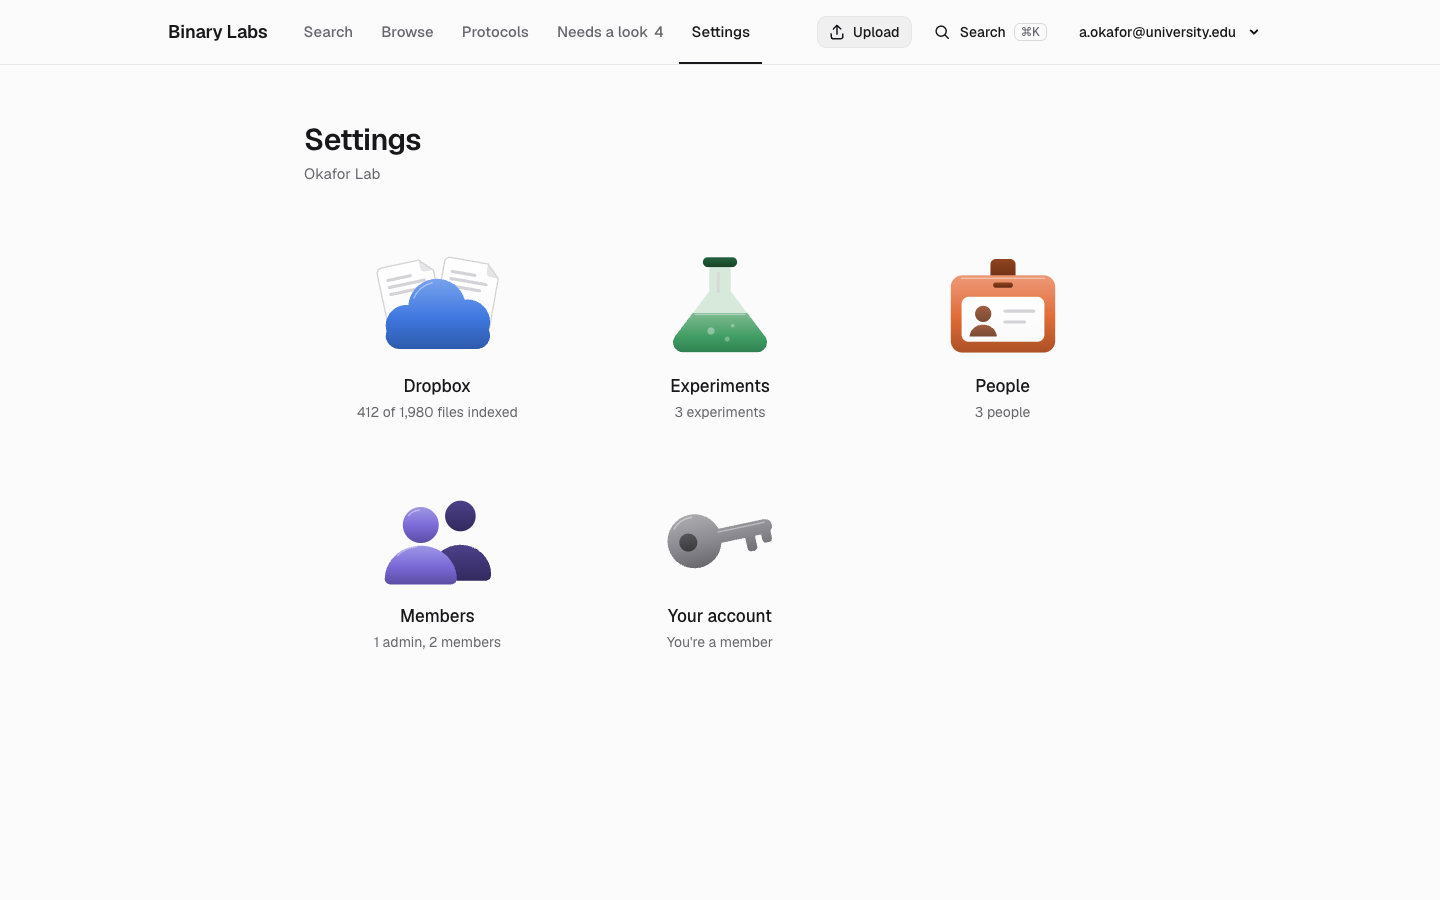 Binary Labs Search Browse Protocols Needs a look 4 Settings Upload Search ⌘K a.okafor@university.edu
Settings
Okafor Lab
Dropbox Experiments People
412 of 1,980 files indexed 3 experiments 3 people
Members Your account
1 admin, 2 members You're a member